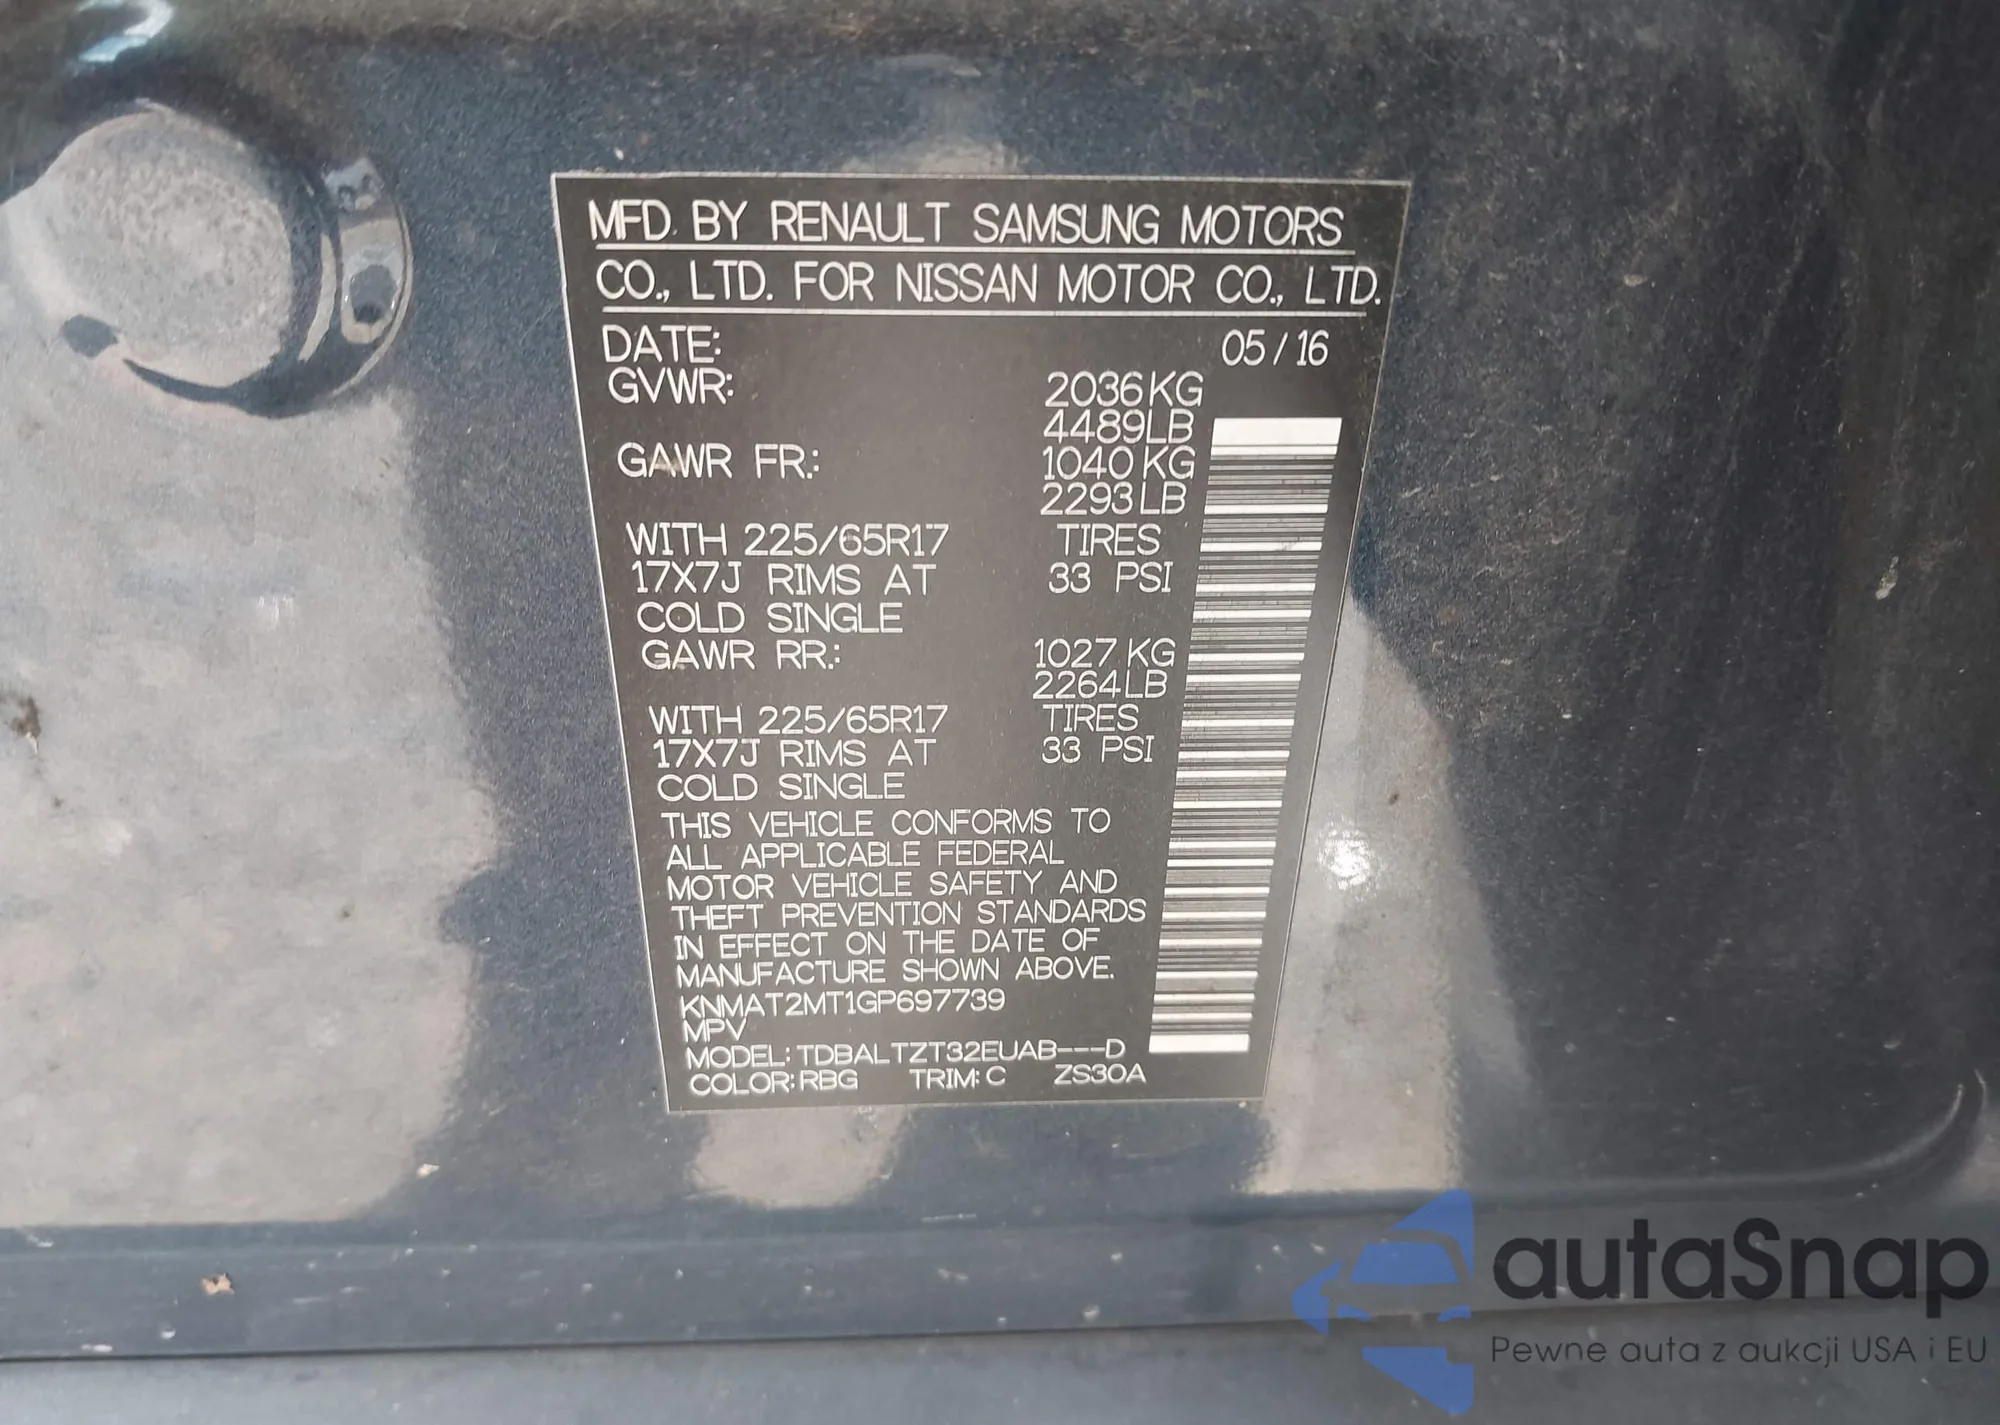 MFD. BY RENAULT SAMSUNG MOTORS
CO., LTD. FOR NISSAN MOTOR CO., LTD.
DATE: 05 / 16
GVWR: 2036 KG
4489 LB
GAWR FR.: 1040 KG
2293 LB
WITH 225/65R17 TIRES
17X7J RIMS AT 33 PSI
COLD SINGLE
GAWR RR.: 1027 KG
2264 LB
WITH 225/65R17 TIRES
17X7J RIMS AT 33 PSI
COLD SINGLE
THIS VEHICLE CONFORMS TO
ALL APPLICABLE FEDERAL
MOTOR VEHICLE SAFETY AND
THEFT PREVENTION STANDARDS
IN EFFECT ON THE DATE OF
MANUFACTURE SHOWN ABOVE.
KNMAT2MT1GP697739
MPV
MODEL: TDBALTZT32EUAB---D
COLOR: RBG TRIM: C ZS30A
autaSnap
Pewne auta z aukcji USA i EU